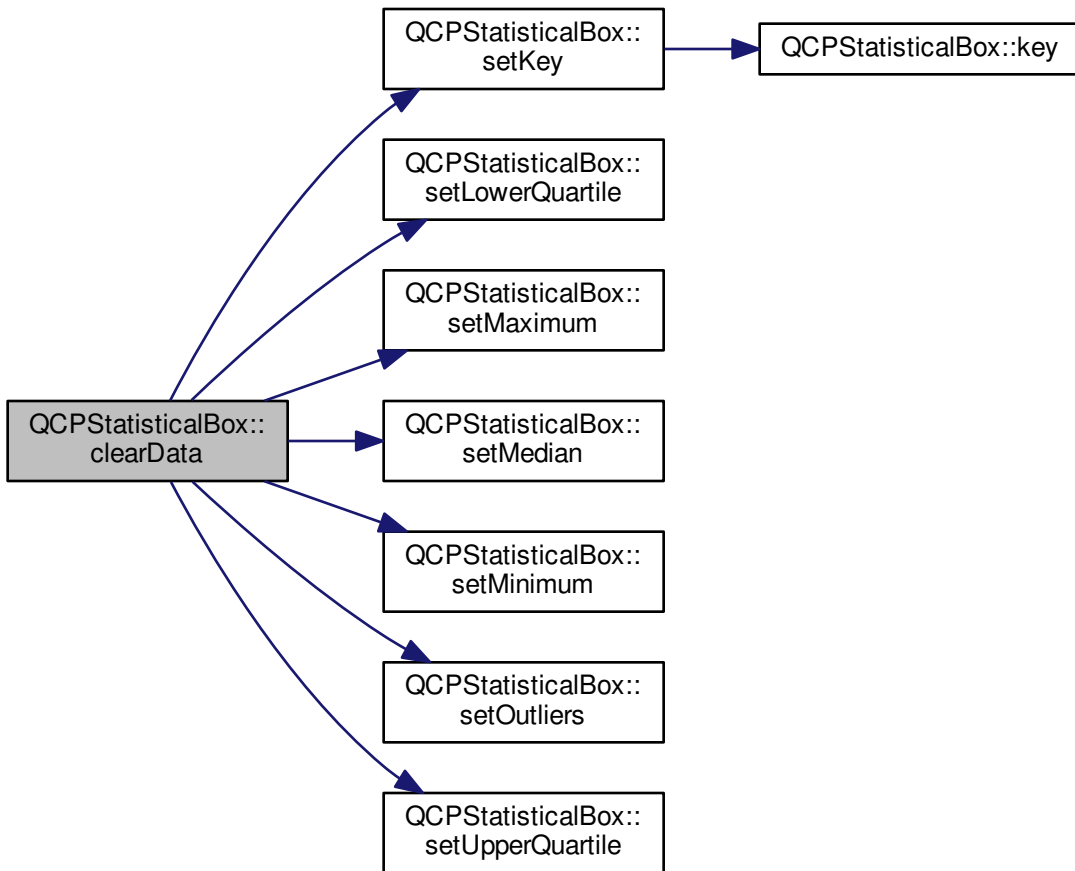 QCPStatisticalBox::
setKey
QCPStatisticalBox::key
QCPStatisticalBox::
setLowerQuartile
QCPStatisticalBox::
setMaximum
QCPStatisticalBox::
clearData
QCPStatisticalBox::
setMedian
QCPStatisticalBox::
setMinimum
QCPStatisticalBox::
setOutliers
QCPStatisticalBox::
setUpperQuartile